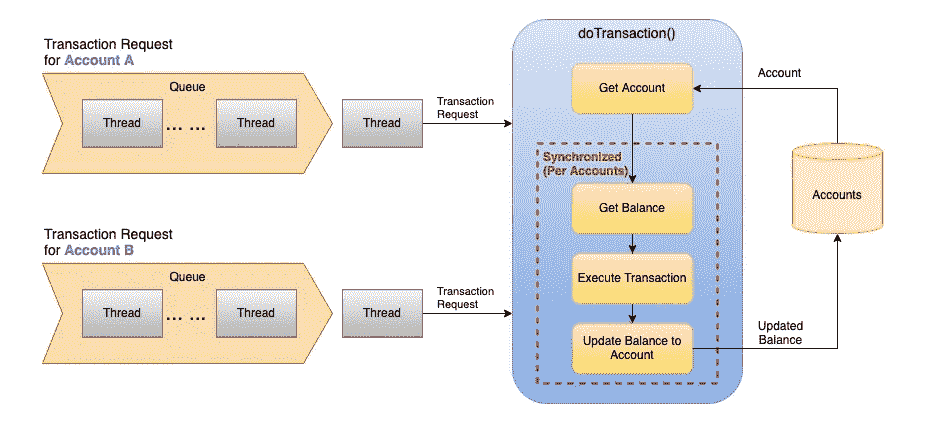 Transaction Request
for Account A
Queue
Thread
... ...
Thread
Thread
Transaction
Request
Transaction Request
for Account B
Queue
Thread
... ...
Thread
Thread
Transaction
Request
doTransaction()
Get Account
Synchronized
(Per Accounts)
Get Balance
Execute Transaction
Update Balance to
Account
Account
Accounts
Updated
Balance